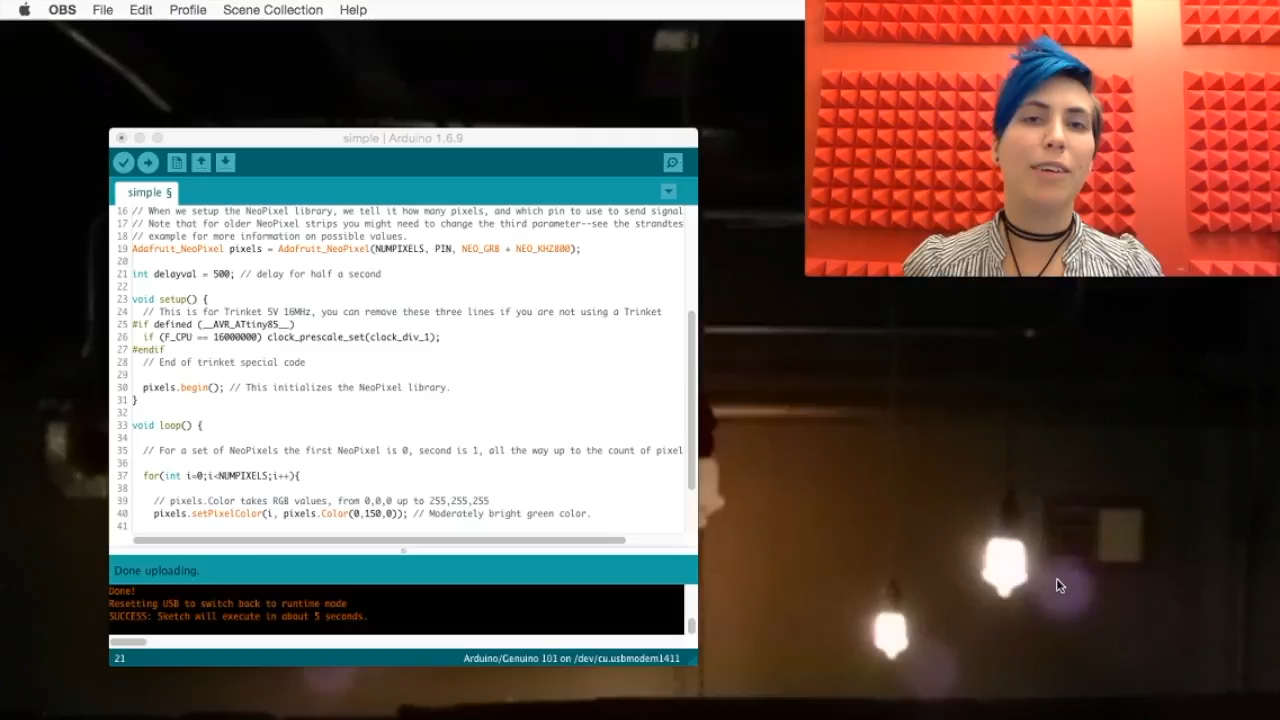 OBS File Edit Profile Scene Collection Help
simple | Arduino 1.6.9
simple §
16 // When we setup the NeoPixel library, we tell it how many pixels, and which pin to use to send signal
17 // Note that for older NeoPixel strips you might need to change the third parameter--see the strandtes
18 // example for more information on possible values.
19 Adafruit_NeoPixel pixels = Adafruit_NeoPixel(NUMPIXELS, PIN, NEO_GRB + NEO_KHZ800);
20
21 int delayval = 500; // delay for half a second
22
23 void setup() {
24 // This is for Trinket 5V 16MHz, you can remove these three lines if you are not using a Trinket
25 #if defined (__AVR_ATtiny85__)
26 if (F_CPU == 16000000) clock_prescale_set(clock_div_1);
27 #endif
28 // End of trinket special code
29
30 pixels.begin(); // This initializes the NeoPixel library.
31 }
32
33 void loop() {
34
35 // For a set of NeoPixels the first NeoPixel is 0, second is 1, all the way up to the count of pixel
36
37 for(int i=0;i<NUMPIXELS;i++){
38
39 // pixels.Color takes RGB values, from 0,0,0 up to 255,255,255
40 pixels.setPixelColor(i, pixels.Color(0,150,0)); // Moderately bright green color.
41
Done uploading.
Done!
Resetting USB to switch back to runtime mode
SUCCESS: Sketch will execute in about 5 seconds.
21 Arduino/Genuino 101 on /dev/cu.usbmodem1411